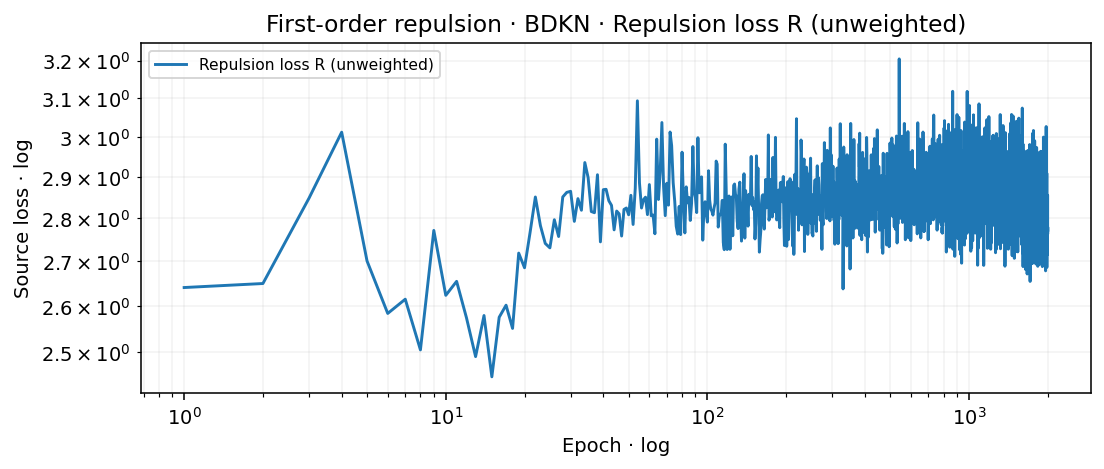 First-order repulsion · BDKN · Repulsion loss R (unweighted)
Repulsion loss R (unweighted)
Source loss · log
3.2 × 10⁰
3.1 × 10⁰
3 × 10⁰
2.9 × 10⁰
2.8 × 10⁰
2.7 × 10⁰
2.6 × 10⁰
2.5 × 10⁰
10⁰ 10¹ 10² 10³
Epoch · log